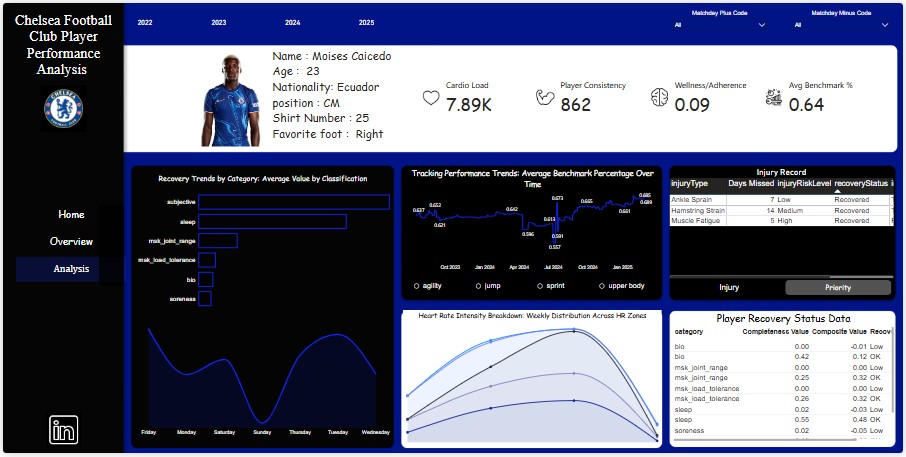 Chelsea Football
Club Player
Performance
Analysis
CHELSEA
Home
Overview
Analysis
in
2022
2023
2024
2025
Matchday Plus Code
All
Matchday Minus Code
All
Name : Moises Caicedo
Age : 23
Nationality: Ecuador
position : CM
Shirt Number : 25
Favorite foot : Right
Cardio Load
7.89K
Player Consistency
862
Wellness/Adherence
0.09
Avg Benchmark %
0.64
Recovery Trends by Category: Average Value by Classification
subjective
sleep
msk_joint_range
msk_load_tolerance
bio
soreness
Friday Monday Saturday Sunday Thursday Tuesday Wednesday
Tracking Performance Trends: Average Benchmark Percentage Over
Time
0.637
0.652
0.621
0.642
0.596
0.613
0.673
0.591
0.557
0.665
0.661
0.685
0.689
Oct 2023 Jan 2024 Apr 2024 Jul 2024 Oct 2024 Jan 2025
agility jump sprint upper body
Heart Rate Intensity Breakdown: Weekly Distribution Across HR Zones
Injury Record
injuryType Days Missed injuryRiskLevel recoveryStatus
Ankle Sprain 7 Low Recovered
Hamstring Strain 14 Medium Recovered
Muscle Fatigue 5 High Recovered
Injury Priority
Player Recovery Status Data
category Completeness Value Composite Value Recov
bio 0.00 -0.01 Low
bio 0.42 0.12 OK
msk_joint_range 0.00 0.00 Low
msk_joint_range 0.25 0.32 OK
msk_load_tolerance 0.00 0.00 Low
msk_load_tolerance 0.26 0.32 OK
sleep 0.02 -0.03 Low
sleep 0.55 0.48 OK
soreness 0.02 -0.05 Low